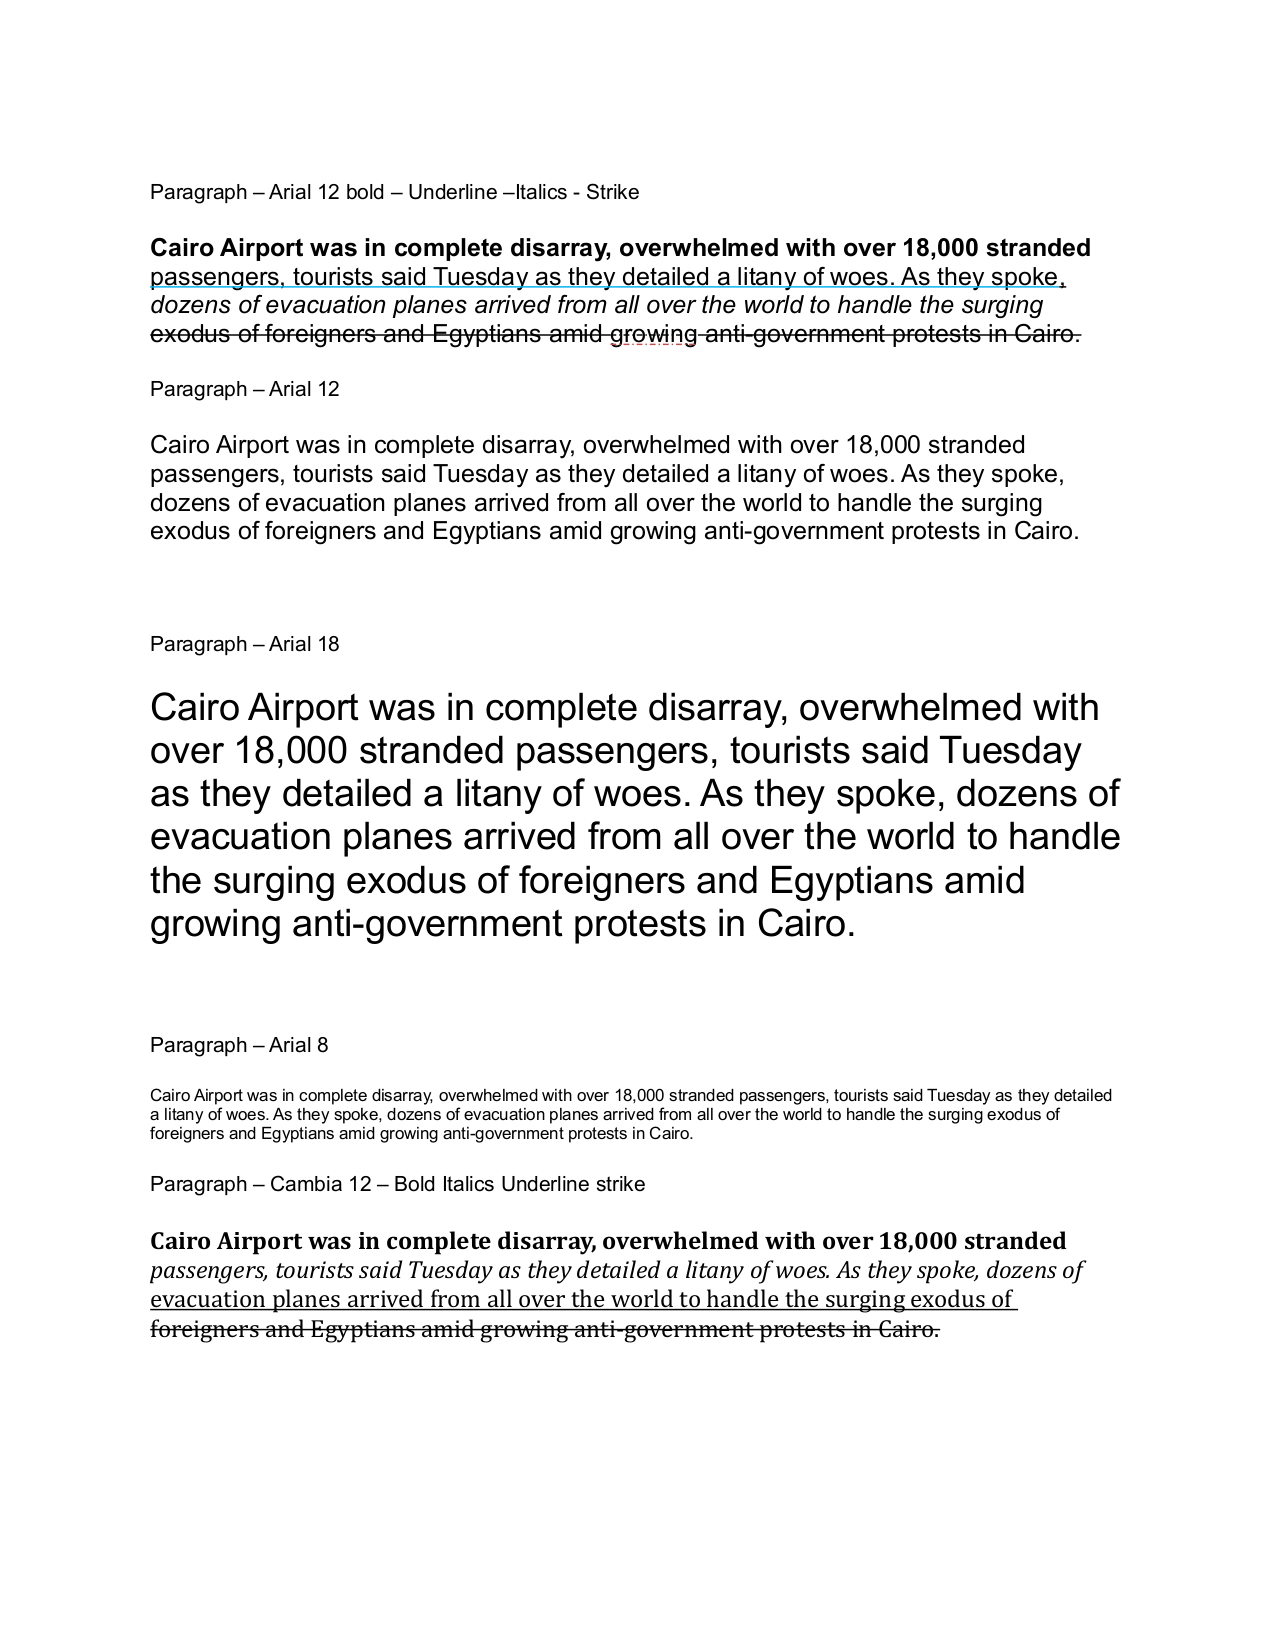 Paragraph – Arial 12 bold – Underline –Italics - Strike
Cairo Airport was in complete disarray, overwhelmed with over 18,000 stranded
passengers, tourists said Tuesday as they detailed a litany of woes. As they spoke,
dozens of evacuation planes arrived from all over the world to handle the surging
exodus of foreigners and Egyptians amid growing anti-government protests in Cairo.
Paragraph – Arial 12
Cairo Airport was in complete disarray, overwhelmed with over 18,000 stranded
passengers, tourists said Tuesday as they detailed a litany of woes. As they spoke,
dozens of evacuation planes arrived from all over the world to handle the surging
exodus of foreigners and Egyptians amid growing anti-government protests in Cairo.
Paragraph – Arial 18
Cairo Airport was in complete disarray, overwhelmed with
over 18,000 stranded passengers, tourists said Tuesday
as they detailed a litany of woes. As they spoke, dozens of
evacuation planes arrived from all over the world to handle
the surging exodus of foreigners and Egyptians amid
growing anti-government protests in Cairo.
Paragraph – Arial 8
Cairo Airport was in complete disarray, overwhelmed with over 18,000 stranded passengers, tourists said Tuesday as they detailed
a litany of woes. As they spoke, dozens of evacuation planes arrived from all over the world to handle the surging exodus of
foreigners and Egyptians amid growing anti-government protests in Cairo.
Paragraph – Cambia 12 – Bold Italics Underline strike
Cairo Airport was in complete disarray, overwhelmed with over 18,000 stranded
passengers, tourists said Tuesday as they detailed a litany of woes. As they spoke, dozens of
evacuation planes arrived from all over the world to handle the surging exodus of
foreigners and Egyptians amid growing anti-government protests in Cairo.